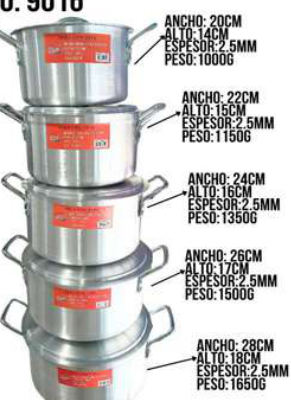 O. 9016
ANCHO: 20CM
ALTO:14CM
ESPESOR:2.5MM
PESO:1000G
ANCHO: 22CM
ALTO:15CM
ESPESOR:2.5MM
PESO:1150G
ANCHO: 24CM
ALTO:16CM
ESPESOR:2.5MM
PESO:1350G
ANCHO: 26CM
ALTO:17CM
ESPESOR:2.5MM
PESO:1500G
ANCHO: 28CM
ALTO:18CM
ESPESOR:2.5MM
PESO:1650G